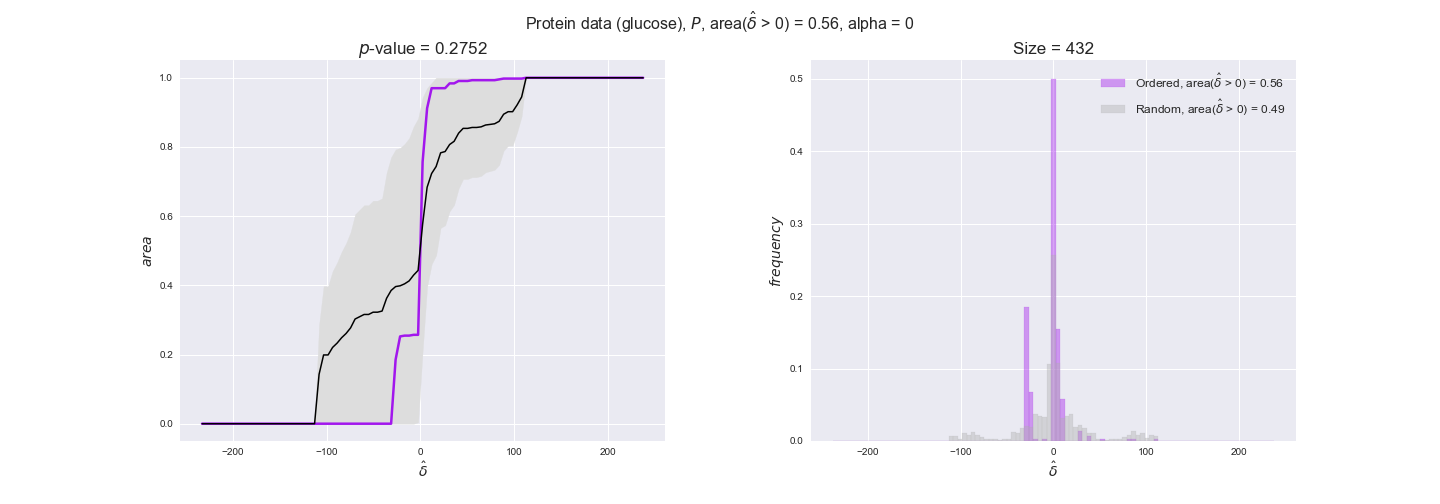 Protein data (glucose), P, area(δ̂ > 0) = 0.56, alpha = 0
p-value = 0.2752
1.0
0.8
0.6
0.4
0.2
0.0
area
−200 −100 0 100 200
δ̂
Size = 432
Ordered, area(δ̂ > 0) = 0.56
Random, area(δ̂ > 0) = 0.49
0.5
0.4
0.3
0.2
0.1
0.0
frequency
−200 −100 0 100 200
δ̂